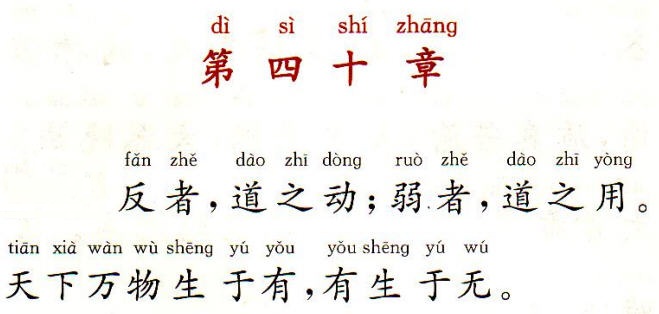 dì sì shí zhāng
第四十章
fǎn zhě dào zhī dòng ruò zhě dào zhī yòng
反者，道之动；弱者，道之用。
tiān xià wàn wù shēng yú yǒu yǒu shēng yú wú
天下万物生于有，有生于无。